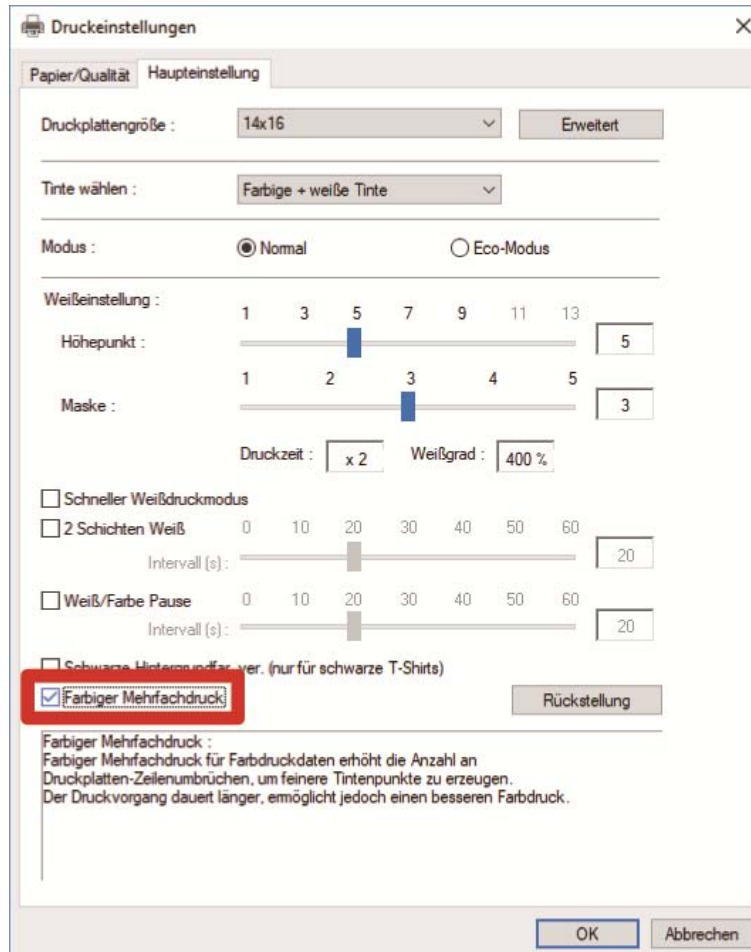 Druckeinstellungen
Papier/Qualität Haupteinstellung
Druckplattengröße : 14x16 Erweitert
Tinte wählen : Farbige + weiße Tinte
Modus : Normal Eco-Modus
Weißeinstellung :
1 3 5 7 9 11 13
Höhepunkt : 5
1 2 3 4 5
Maske : 3
Druckzeit : x 2 Weißgrad : 400 %
Schneller Weißdruckmodus
2 Schichten Weiß 0 10 20 30 40 50 60
Intervall (s) : 20
Weiß/Farbe Pause 0 10 20 30 40 50 60
Intervall (s) : 20
Schwarze Hintergrundfar. ver. (nur für schwarze T-Shirts)
Farbiger Mehrfachdruck Rückstellung
Farbiger Mehrfachdruck :
Farbiger Mehrfachdruck für Farbdruckdaten erhöht die Anzahl an
Druckplatten-Zeilenumbrüchen, um feinere Tintenpunkte zu erzeugen.
Der Druckvorgang dauert länger, ermöglicht jedoch einen besseren Farbdruck.
OK Abbrechen